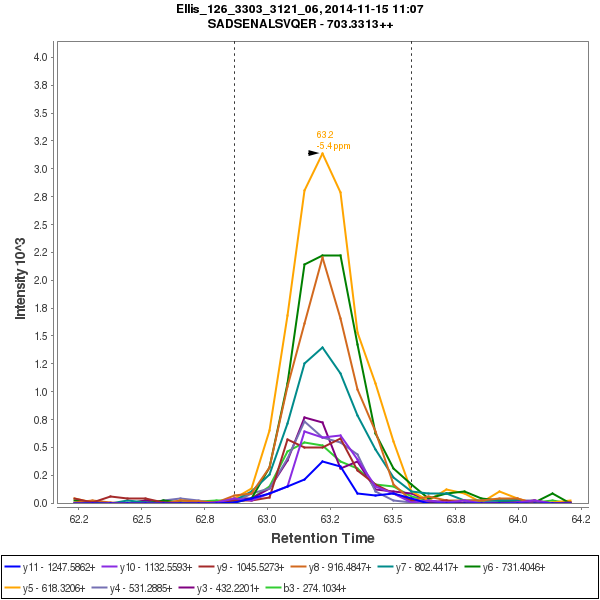 Ellis_126_3303_3121_06, 2014-11-15 11:07
SADSENALSVQER - 703.3313++
4.0
3.8
3.5
3.2
3.0
2.8
2.5
2.2
2.0
1.8
1.5
1.2
1.0
0.8
0.5
0.2
0.0
Intensity 10^3
63.2
-5.4 ppm
62.2 62.5 62.8 63.0 63.2 63.5 63.8 64.0 64.2
Retention Time
y11 - 1247.5862+ y10 - 1132.5593+ y9 - 1045.5273+ y8 - 916.4847+ y7 - 802.4417+ y6 - 731.4046+
y5 - 618.3206+ y4 - 531.2885+ y3 - 432.2201+ b3 - 274.1034+